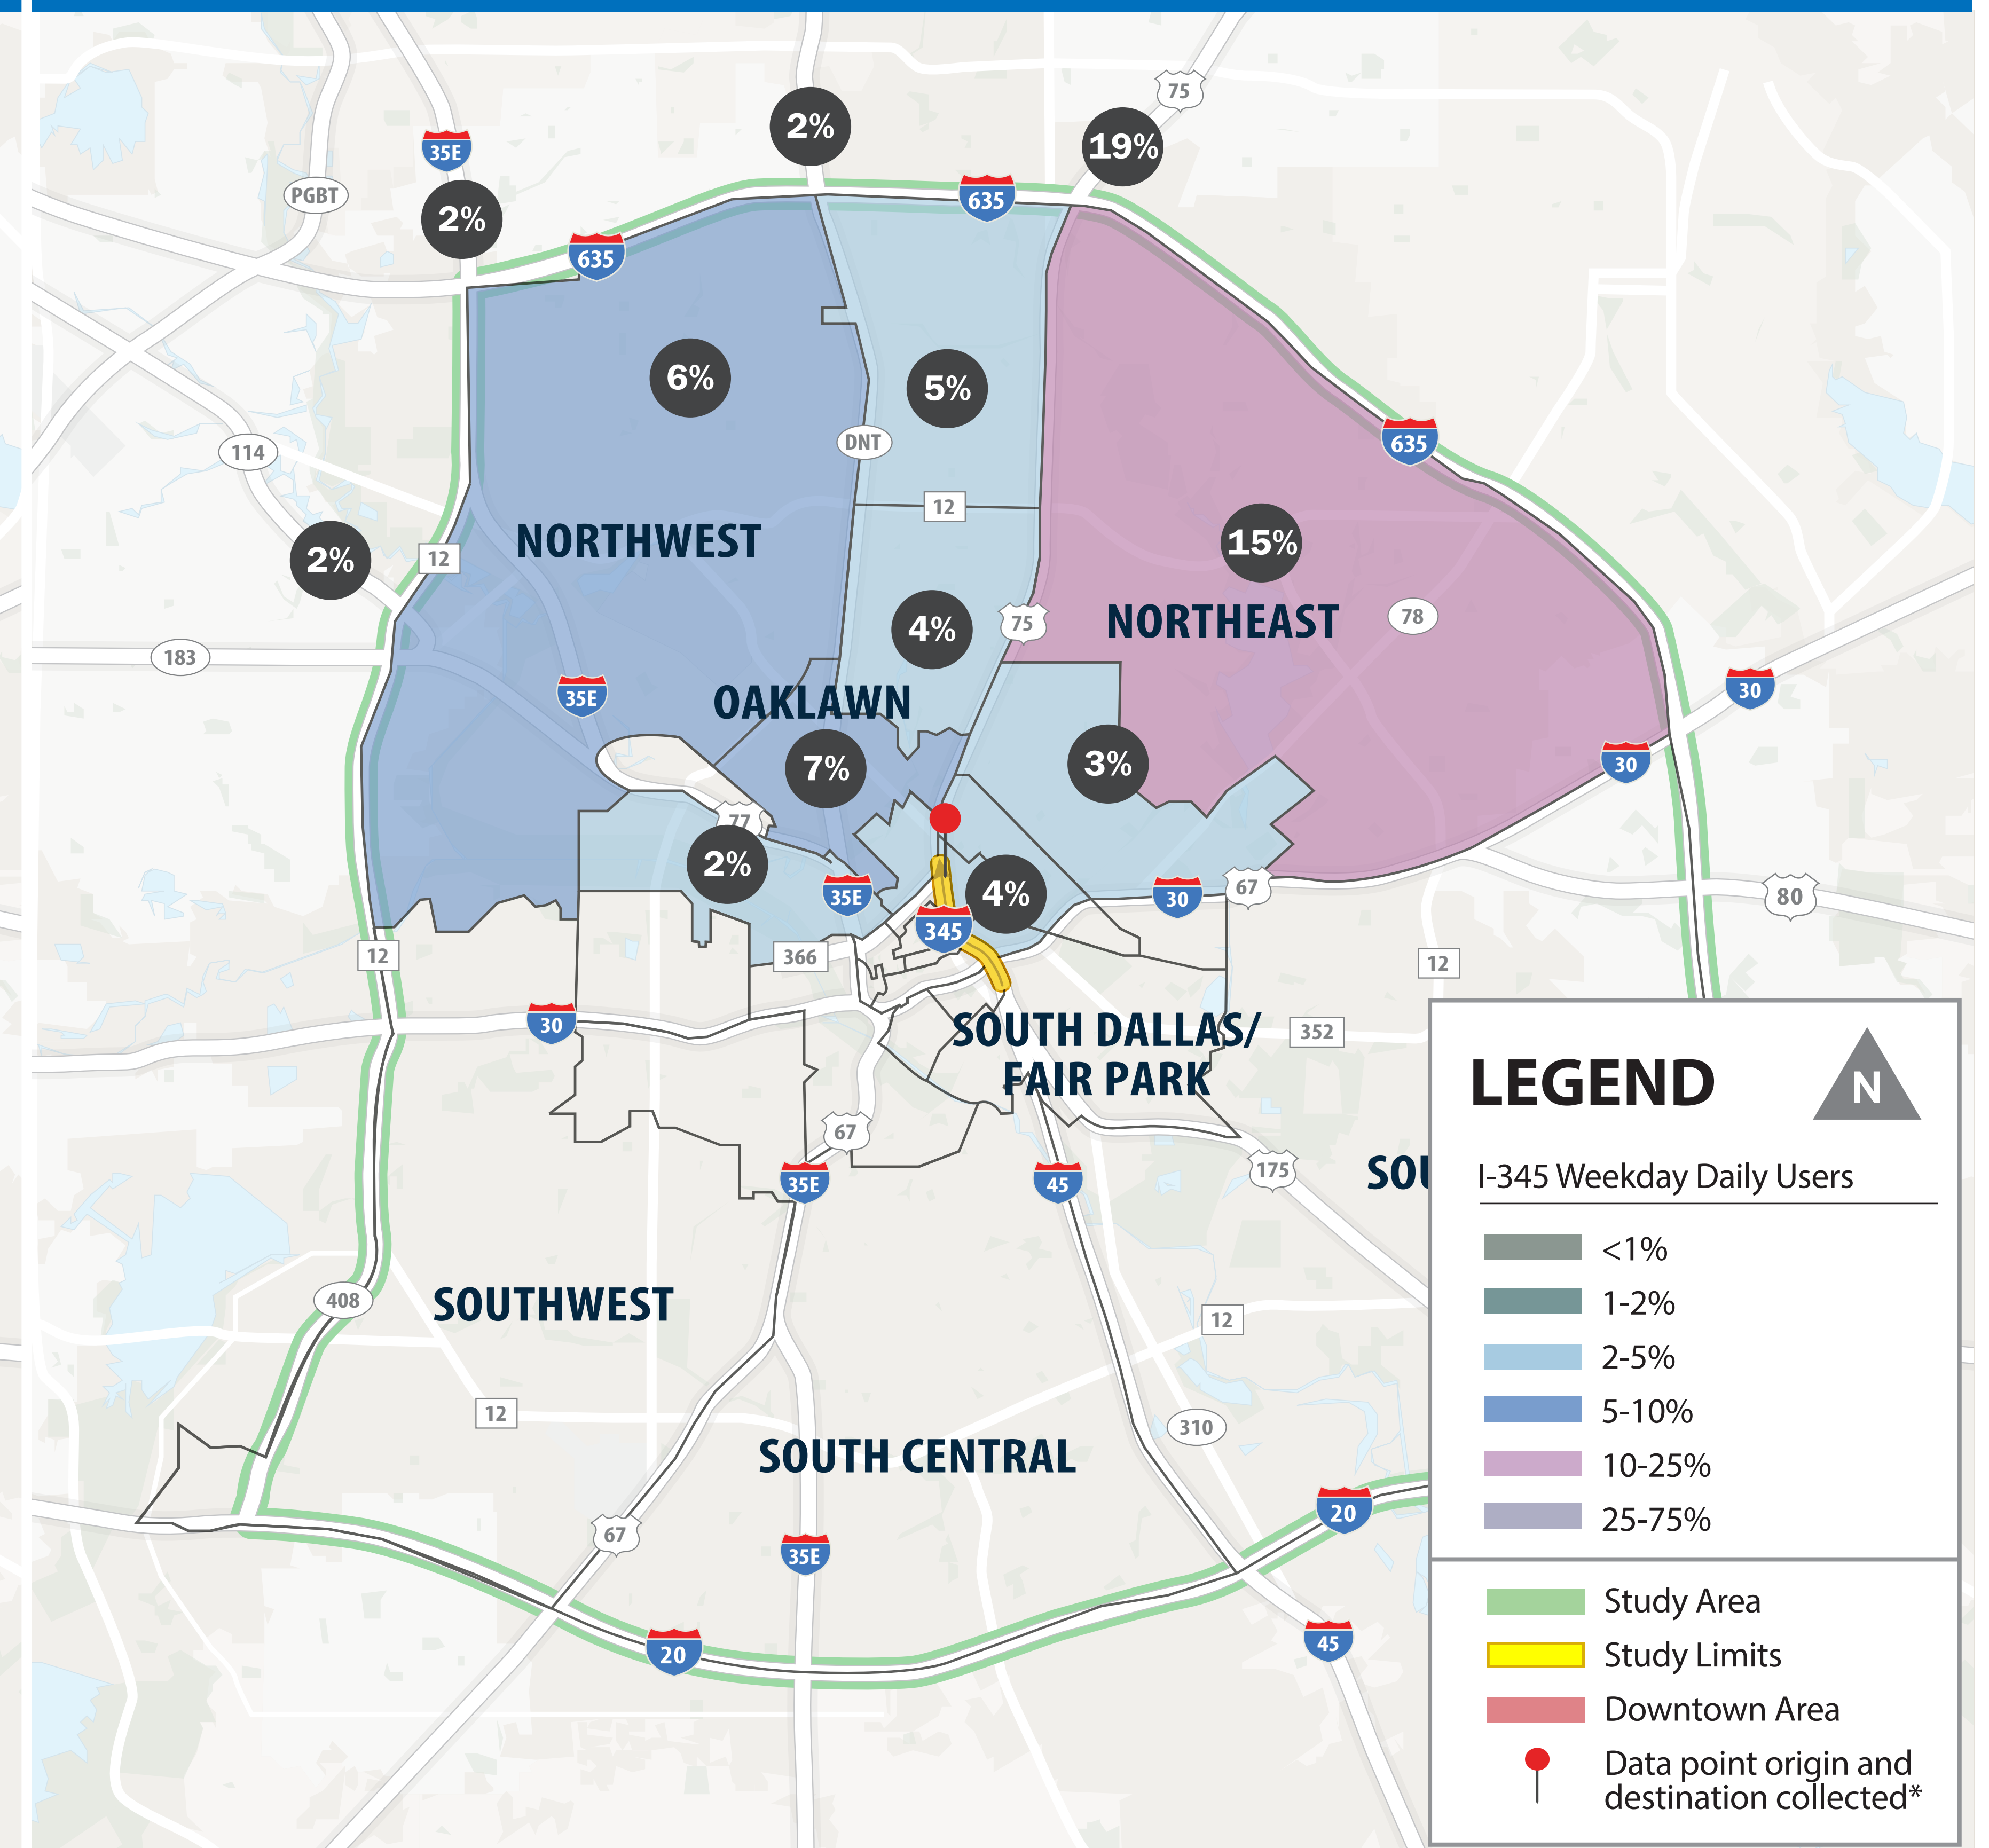 75
2%
19%
35E
PGBT
635
2%
635
6%
5%
DNT
635
114
12
15%
NORTHWEST
2%
12
4%
75
NORTHEAST
78
183
35E
OAKLAWN
30
7%
3%
30
77
2%
35E
4%
30
67
80
345
12
366
12
30
SOUTH DALLAS/
FAIR PARK
352
67
35E
45
175
SOU
408
SOUTHWEST
12
12
SOUTH CENTRAL
310
20
67
35E
20
45
LEGEND
N
I-345 Weekday Daily Users
<1%
1-2%
2-5%
5-10%
10-25%
25-75%
Study Area
Study Limits
Downtown Area
Data point origin and
destination collected*